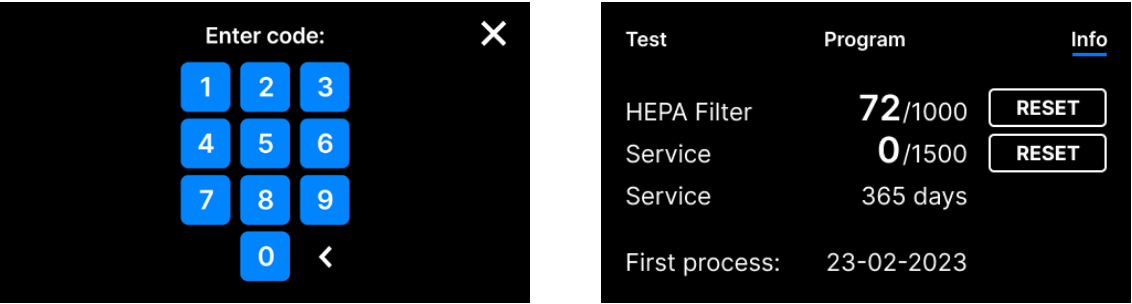 Enter code:
1 2 3
4 5 6
7 8 9
0
Test Program Info
HEPA Filter 72/1000 RESET
Service 0/1500 RESET
Service 365 days
First process: 23-02-2023